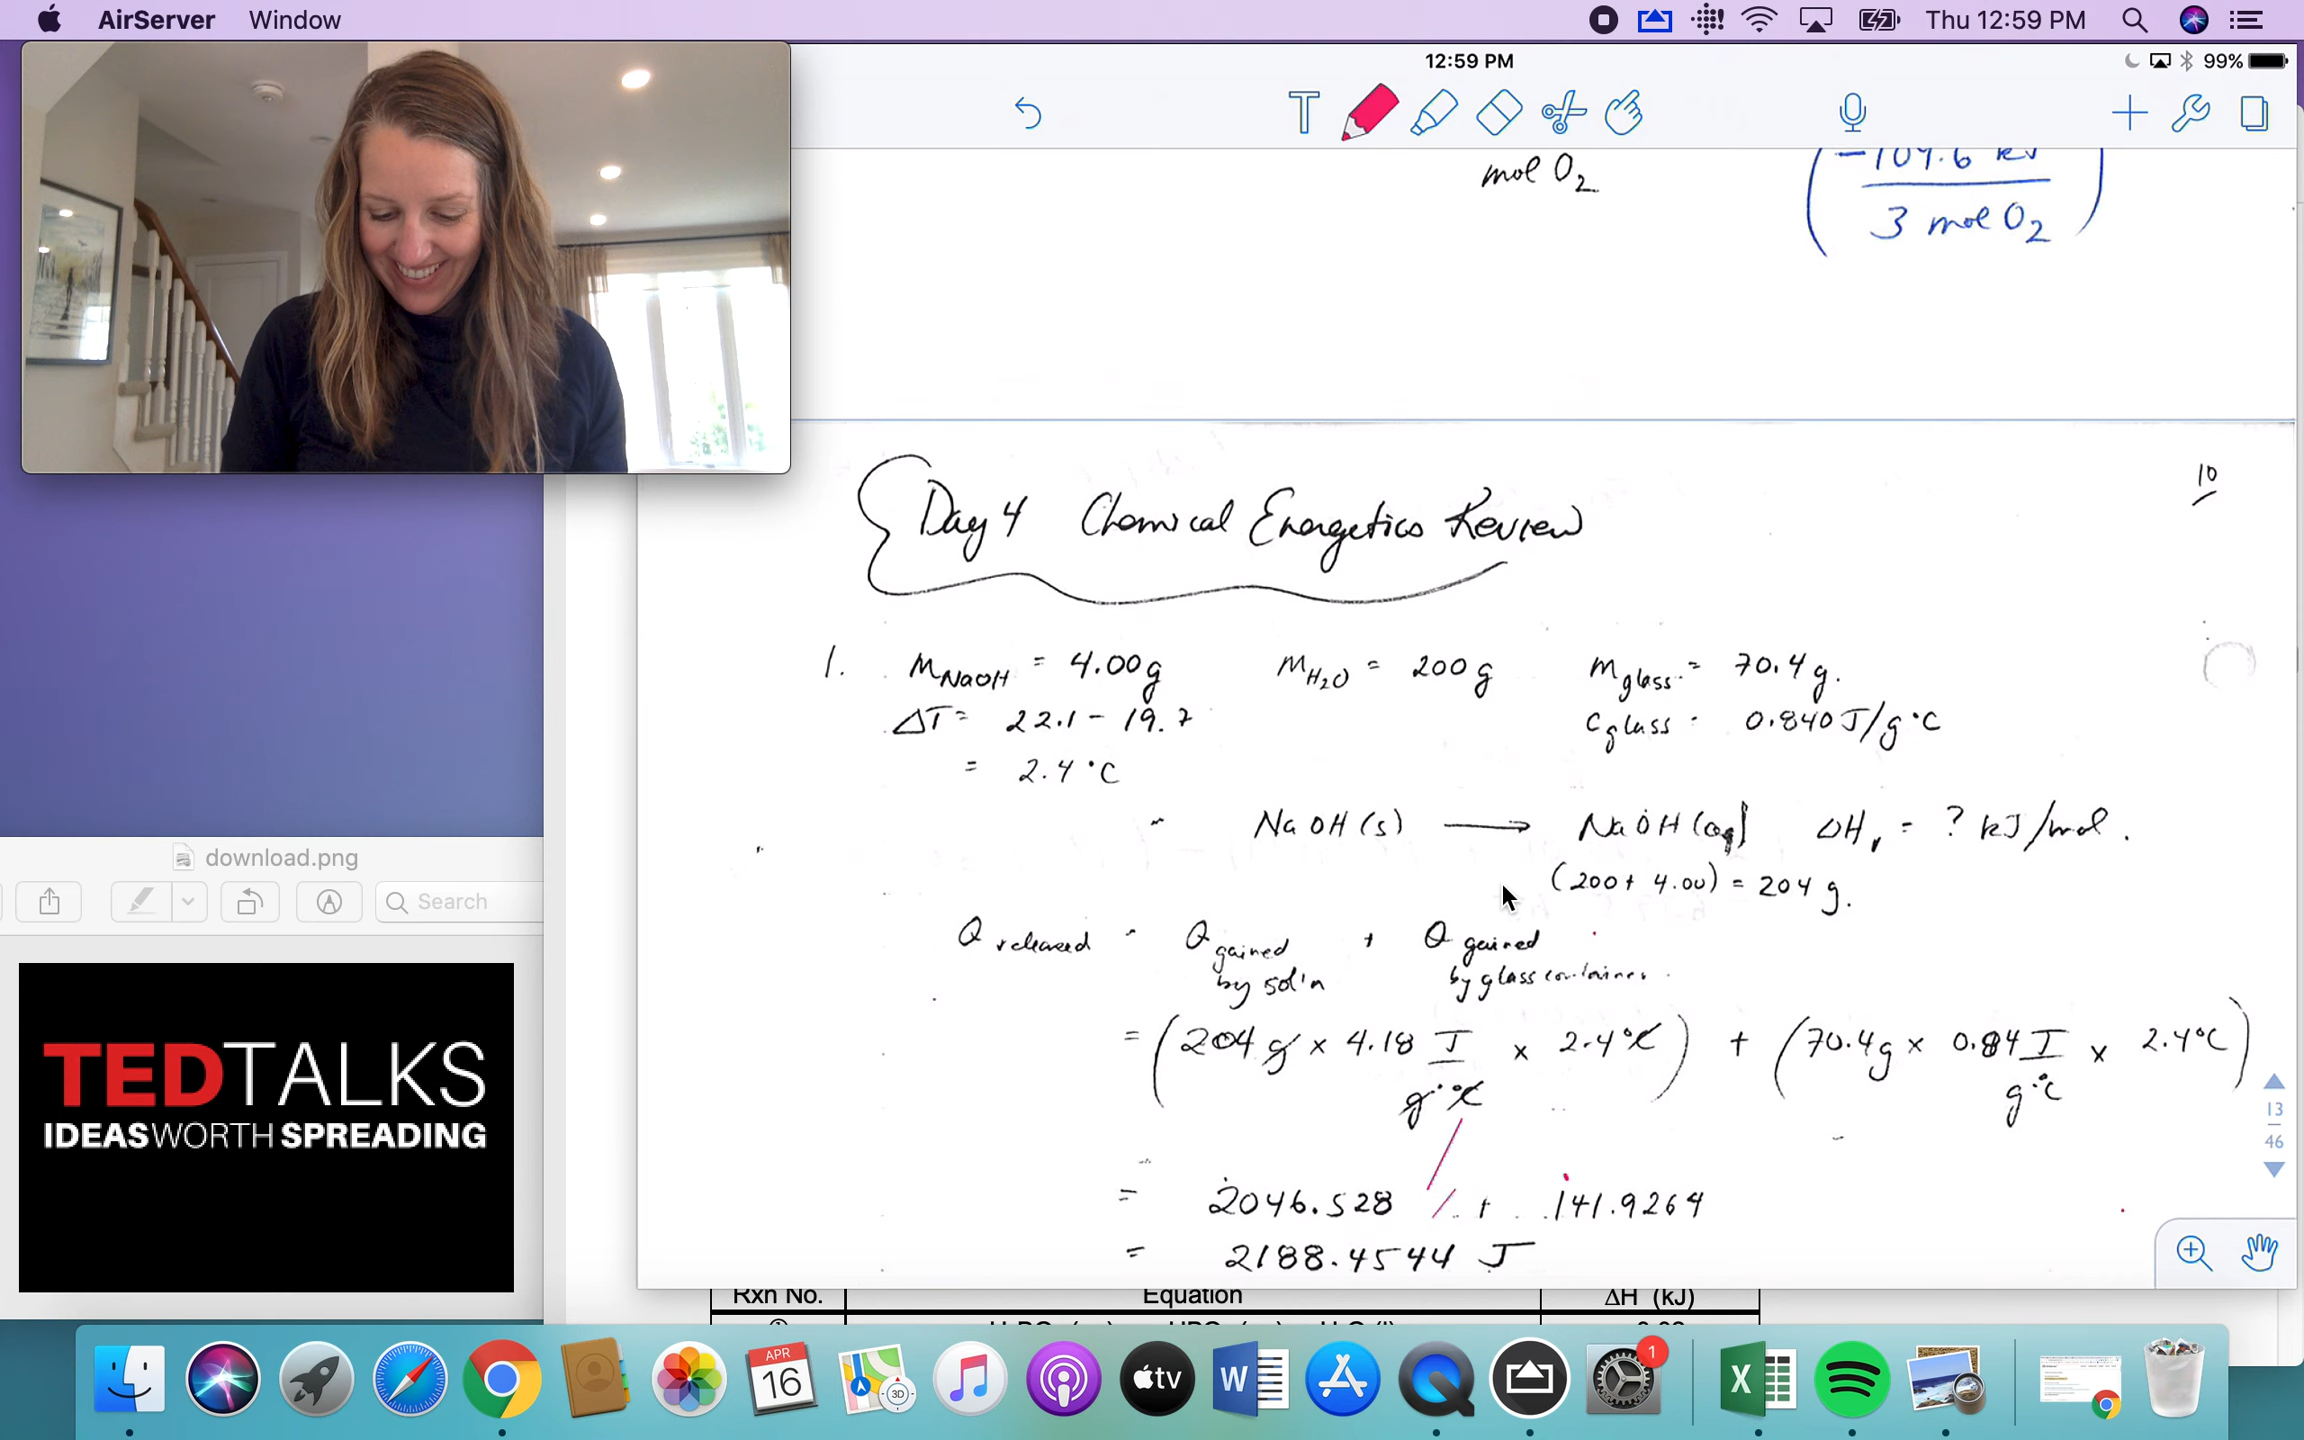 AirServer Window Thu 12:59 PM
12:59 PM 99%
T
mol O₂
3 mol O₂
Day 4 Chemical Energetics Review
10
1. mNaOH = 4.00g mH₂O = 200g mglass = 70.4g.
ΔT = 22.1 - 19.7 cglass = 0.840 J/g°C
= 2.4°C
NaOH(s) → NaOH(aq) ΔHr = ? kJ/mol.
(200 + 4.00) = 204 g.
Q released = Q gained by sol'n + Q gained by glass container
= (204 g x 4.18 J/g·°C x 2.4°C) + (70.4g x 0.84 J/g·°C x 2.4°C)
= 2046.528 + 141.9264
= 2188.4544 J
13
46
download.png
Search
TEDTALKS
IDEAS WORTH SPREADING
Rxn No. Equation ΔH (kJ)
APR
16
3D
tv
W
1
X